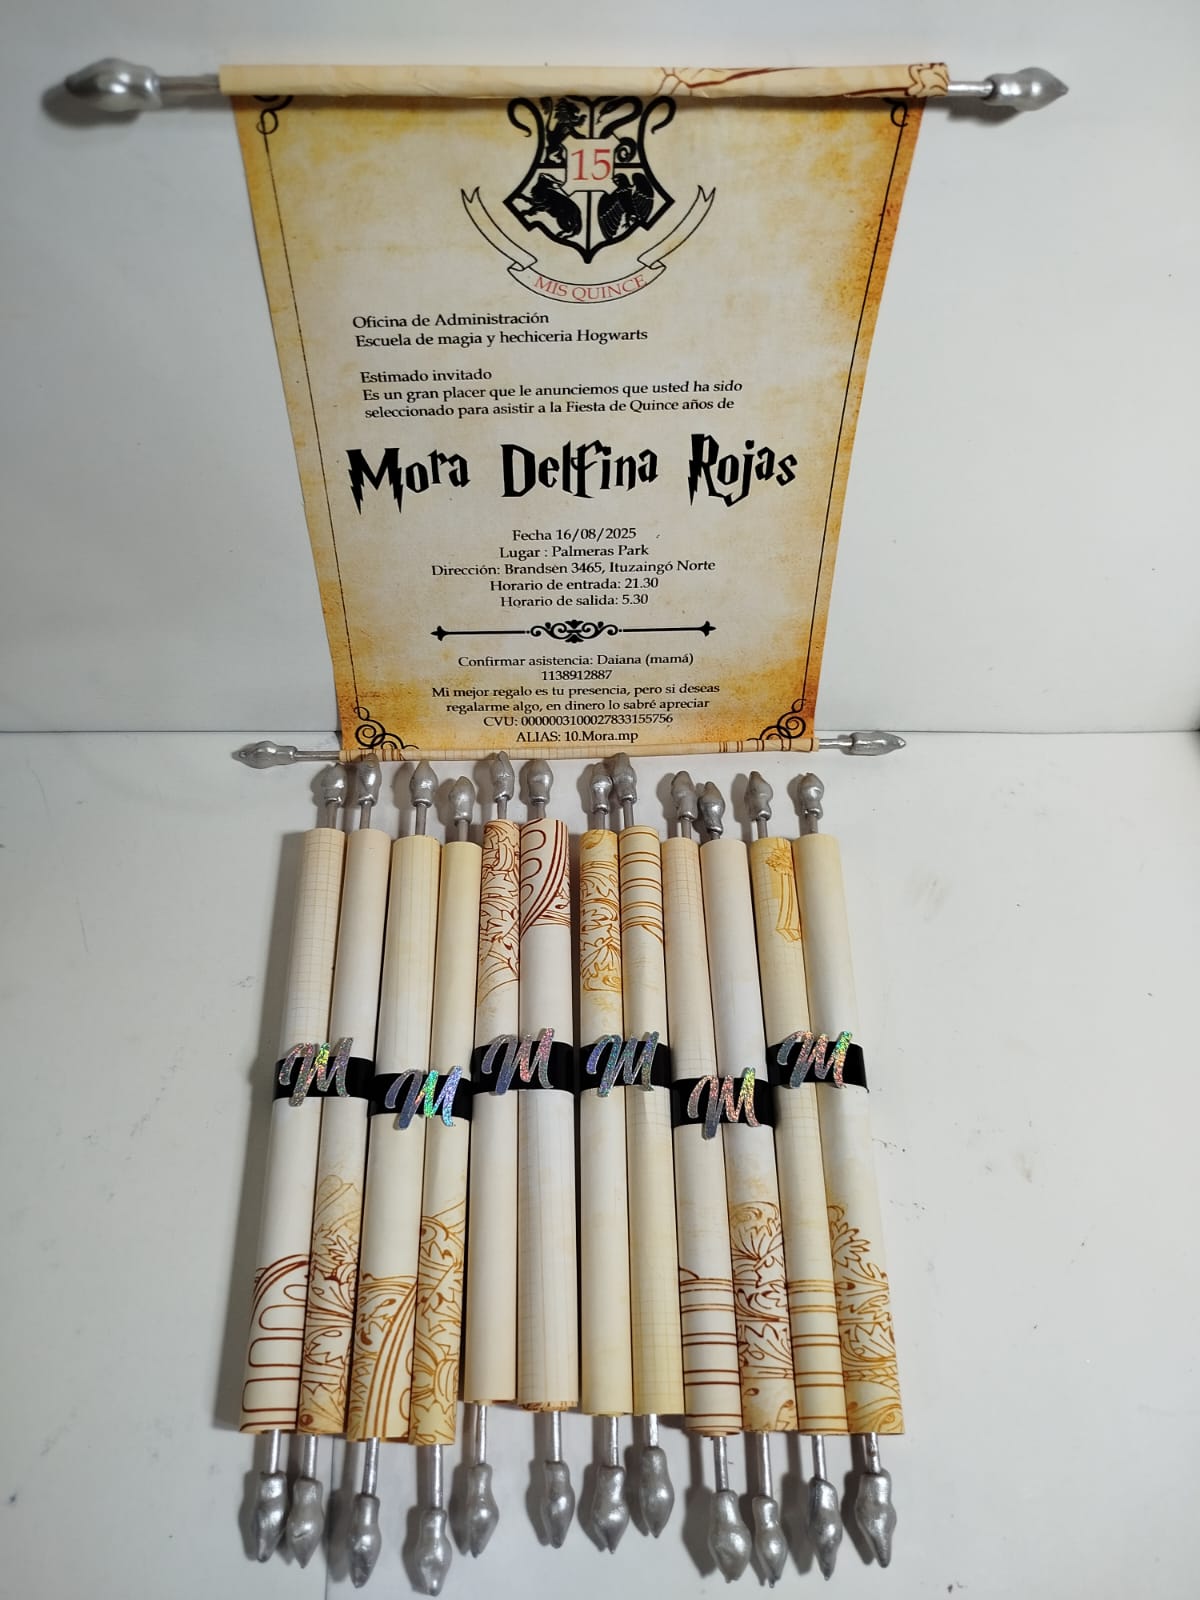 15
MIS QUINCE
Oficina de Administración
Escuela de magia y hechiceria Hogwarts
Estimado invitado
Es un gran placer que le anunciemos que usted ha sido
seleccionado para asistir a la Fiesta de Quince años de
Mora Delfina Rojas
Fecha 16/08/2025
Lugar : Palmeras Park
Dirección: Brandsen 3465, Ituzaingó Norte
Horario de entrada: 21.30
Horario de salida: 5.30
Confirmar asistencia: Daiana (mamá)
1138912887
Mi mejor regalo es tu presencia, pero si deseas
regalarme algo, en dinero lo sabré apreciar
CVU: 0000003100027833155756
ALIAS: 10.Mora.mp
M
M
M
M
M
M